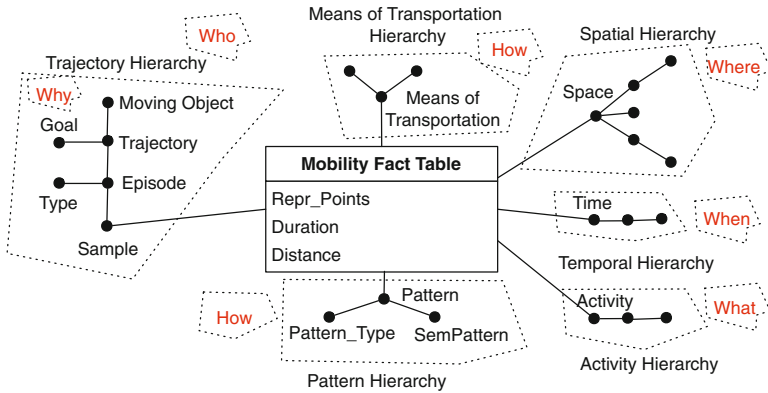 Means of Transportation
Hierarchy
Who
How
Spatial Hierarchy
Where
Trajectory Hierarchy
Why
Moving Object
Goal
Trajectory
Type
Episode
Sample
Means of
Transportation
Space
Mobility Fact Table
Repr_Points
Duration
Distance
Time
When
Temporal Hierarchy
How
Pattern
Pattern_Type
SemPattern
Pattern Hierarchy
Activity
What
Activity Hierarchy